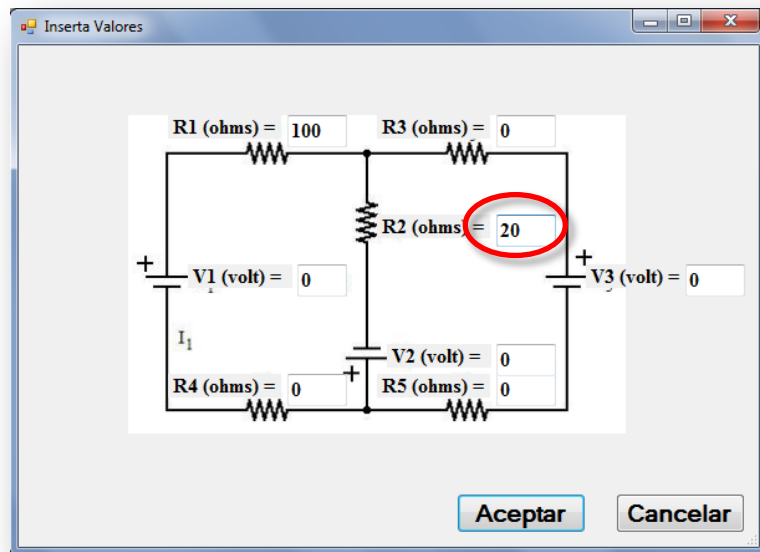 Inserta Valores
R1 (ohms) = 100 R3 (ohms) = 0
R2 (ohms) = 20
+ + 
V1 (volt) = 0 V3 (volt) = 0
I1
V2 (volt) = 0
+
R4 (ohms) = 0 R5 (ohms) = 0
Aceptar Cancelar